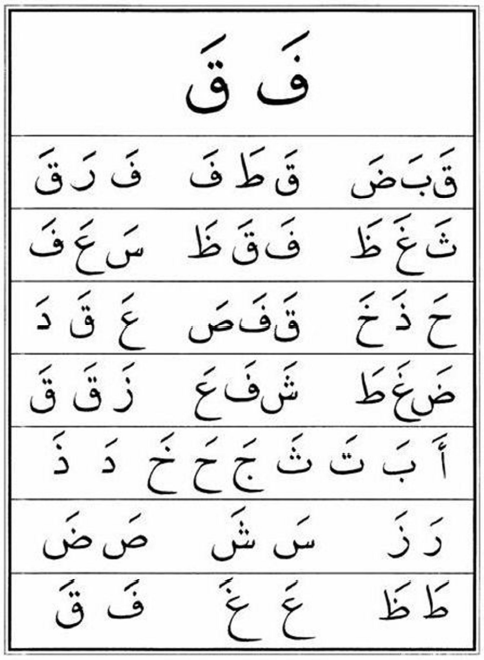 فَ قَ
قَ بَ ضَ قَ طَ فَ فَ رَ قَ
ثَ غَ ظَ فَ قَ ظَ سَ عَ فَ
حَ ذَ خَ قَ فَ صَ عَ قَ دَ
ضَ غَ طَ شَ فَ عَ زَ قَ قَ
أَ بَ تَ ثَ جَ حَ خَ دَ ذَ
رَ زَ سَ شَ صَ ضَ
طَ ظَ عَ غَ فَ قَ